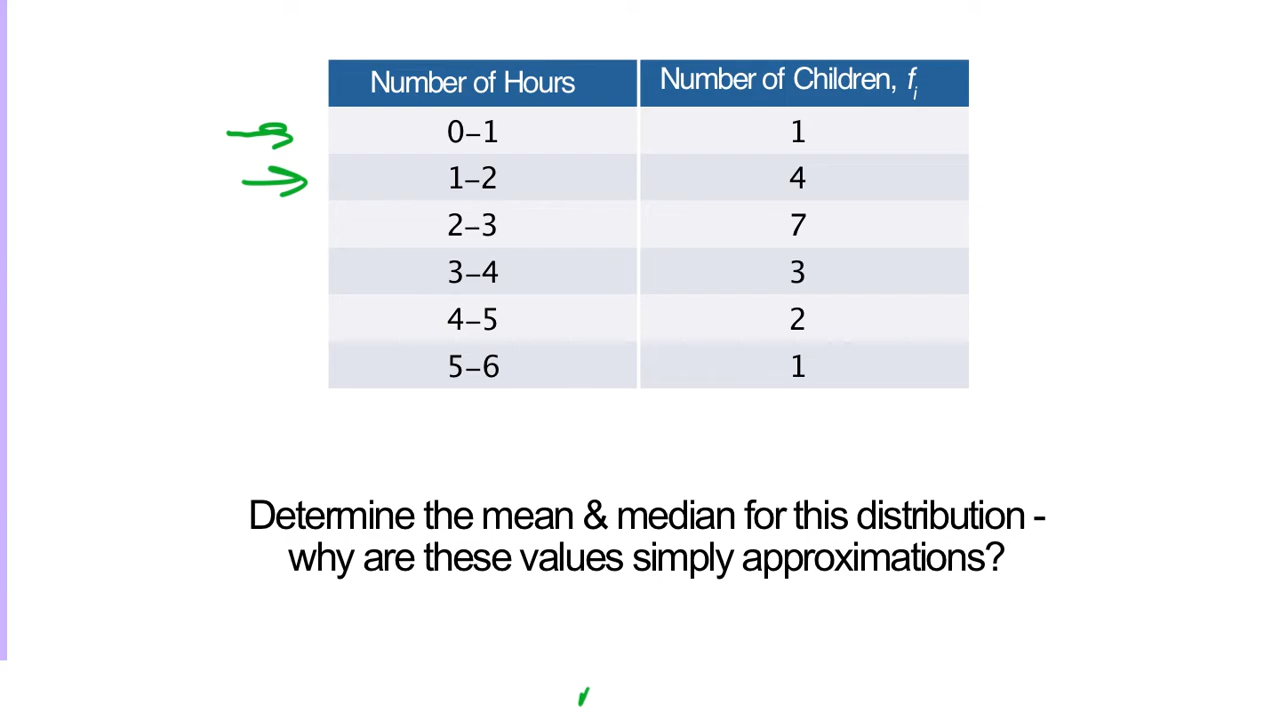 Number of Hours Number of Children, fi
0–1 1
1–2 4
2–3 7
3–4 3
4–5 2
5–6 1
Determine the mean & median for this distribution -
why are these values simply approximations?